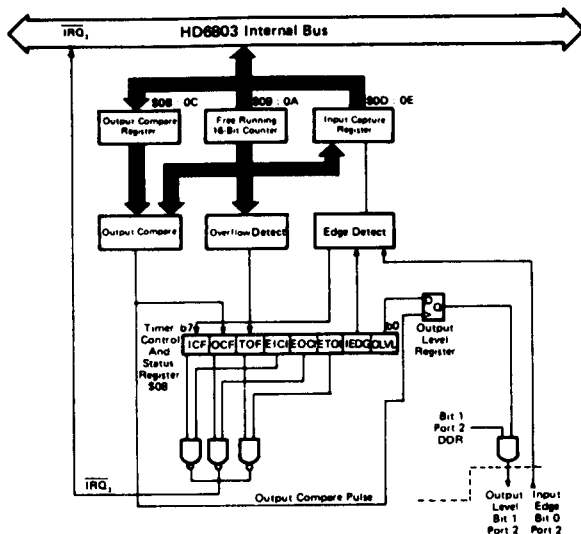 IRQ₁
HD6803 Internal Bus
$0B : 0C
$09 : 0A
$0D : 0E
Output Compare
Register
Free Running
16-Bit Counter
Input Capture
Register
Output Compare
Overflow Detect
Edge Detect
Timer
Control
And
Status
Register
$08
b7
b0
ICF OCF TOF EICI EOCI ETOI IEDG OLVL
D
Q
Output
Level
Register
Bit 1
Port 2
DDR
IRQ₁
Output Compare Pulse
Output
Level
Bit 1
Port 2
Input
Edge
Bit 0
Port 2